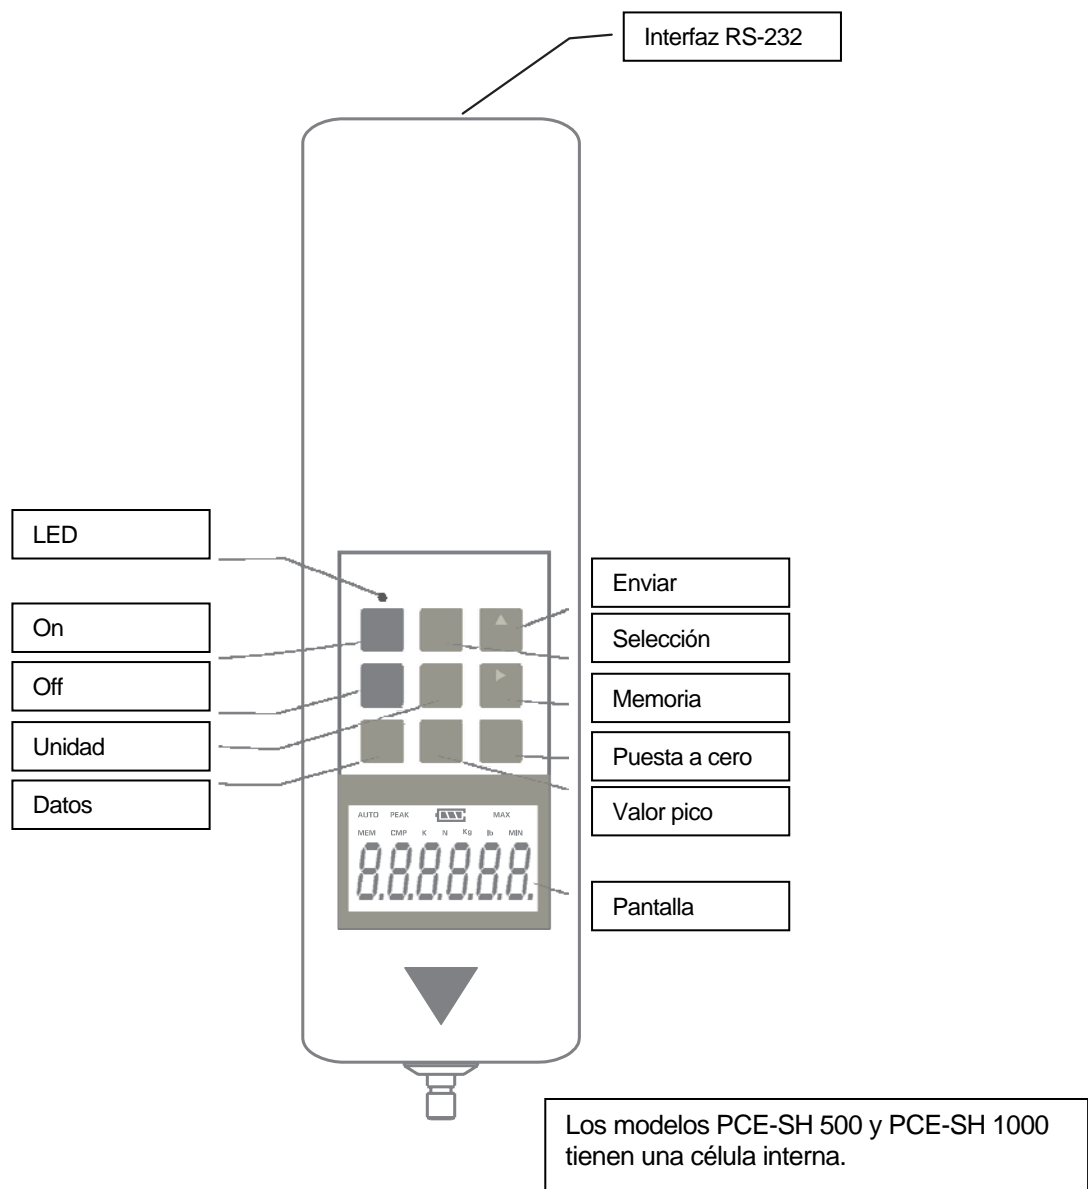 Interfaz RS-232
LED
On
Off
Unidad
Datos
Enviar
Selección
Memoria
Puesta a cero
Valor pico
Pantalla
AUTO PEAK MAX
MEM CMP K N Kg lb MIN
8.8.8.8.8.8.
Los modelos PCE-SH 500 y PCE-SH 1000
tienen una célula interna.